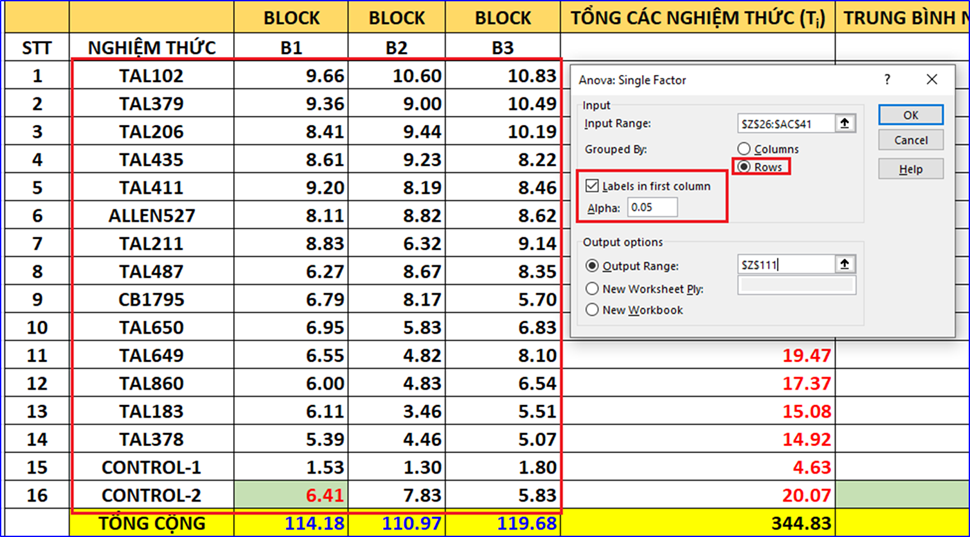 BLOCK BLOCK BLOCK TỔNG CÁC NGHIỆM THỨC (Ti) TRUNG BÌNH N
STT NGHIỆM THỨC B1 B2 B3
1 TAL102 9.66 10.60 10.83
2 TAL379 9.36 9.00 10.49
3 TAL206 8.41 9.44 10.19
4 TAL435 8.61 9.23 8.22
5 TAL411 9.20 8.19 8.46
6 ALLEN527 8.11 8.82 8.62
7 TAL211 8.83 6.32 9.14
8 TAL487 6.27 8.67 8.35
9 CB1795 6.79 8.17 5.70
10 TAL650 6.95 5.83 6.83
11 TAL649 6.55 4.82 8.10 19.47
12 TAL860 6.00 4.83 6.54 17.37
13 TAL183 6.11 3.46 5.51 15.08
14 TAL378 5.39 4.46 5.07 14.92
15 CONTROL-1 1.53 1.30 1.80 4.63
16 CONTROL-2 6.41 7.83 5.83 20.07
TỔNG CỘNG 114.18 110.97 119.68 344.83
Anova: Single Factor ? ×
Input
Input Range: $Z$26:$AC$41 OK
Grouped By: Columns Cancel
Rows Help
Labels in first column
Alpha: 0.05
Output options
Output Range: $Z$111
New Worksheet Ply:
New Workbook